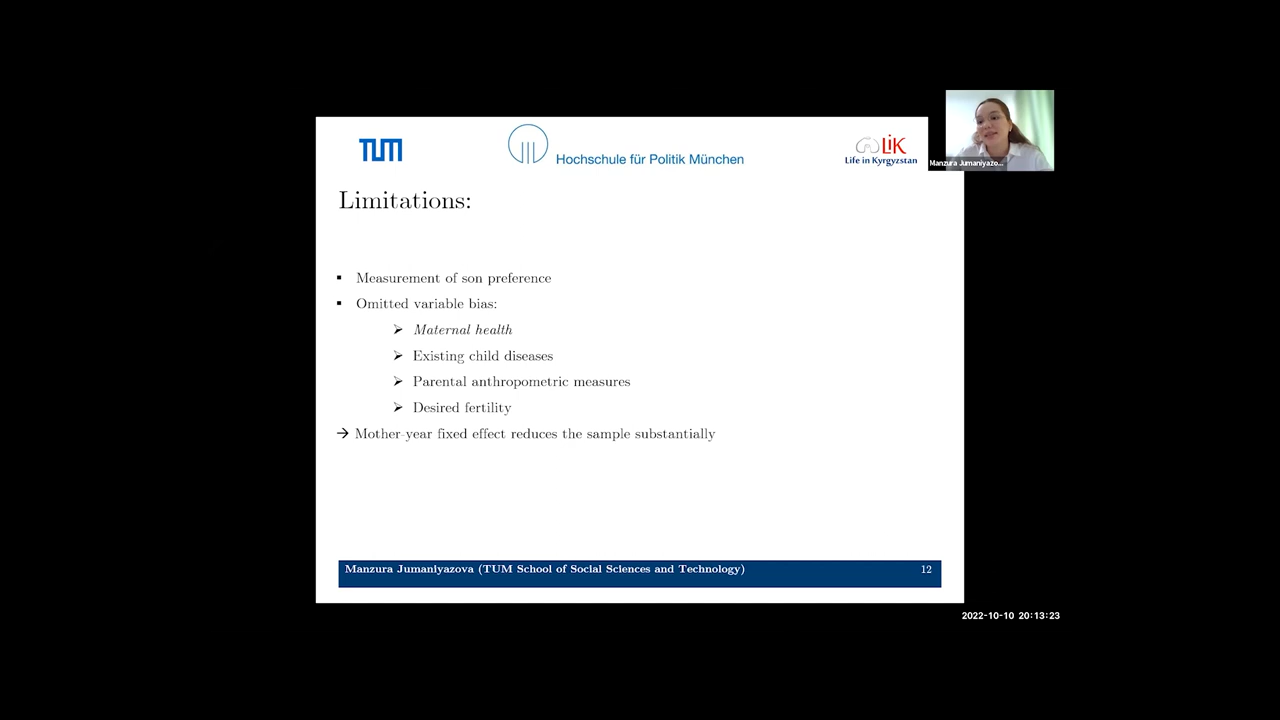 TUM
Hochschule für Politik München
LiK
Life in Kyrgyzstan
Manzura Jumaniyazo...
Limitations:
▪ Measurement of son preference
▪ Omitted variable bias:
➢ Maternal health
➢ Existing child diseases
➢ Parental anthropometric measures
➢ Desired fertility
→ Mother-year fixed effect reduces the sample substantially
Manzura Jumaniyazova (TUM School of Social Sciences and Technology) 12
2022-10-10 20:13:23